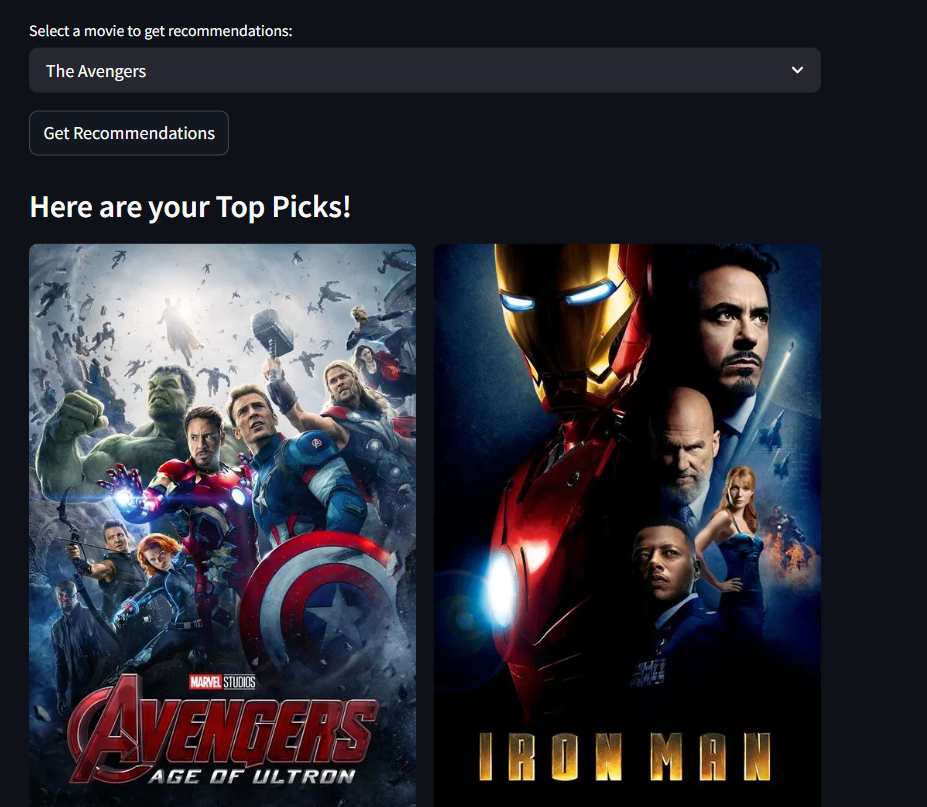 Select a movie to get recommendations:
The Avengers
Get Recommendations
Here are your Top Picks!
MARVEL STUDIOS
AVENGERS
AGE OF ULTRON
IRON MAN